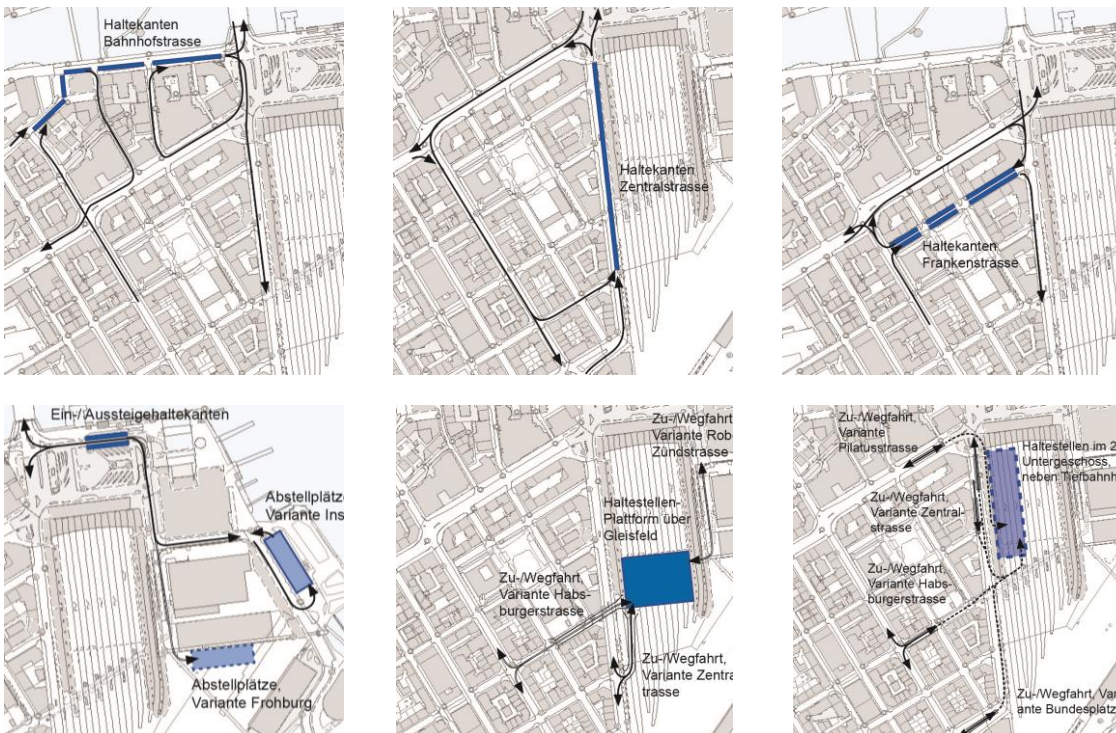 Haltekanten
Bahnhofstrasse
Haltekanten
Zentralstrasse
Haltekanten
Frankenstrasse
Ein-/Aussteigehaltekanten
Abstellplätze
Variante Ins
Abstellplätze,
Variante Frohburg
Zu-/Wegfahrt
Variante Rob
Zündstrasse
Haltestellen-
Plattform über
Gleisfeld
Zu-/Wegfahrt,
Variante Habs-
burgerstrasse
Zu-/Wegfahrt,
Variante Zentra
trasse
Zu-/Wegfahrt,
Variante
Pilatusstrasse
Haltestellen im 2
Untergeschoss,
neben Tiefbahnh
Zu-/Wegfahrt,
Variante Zentral-
strasse
Zu-/Wegfahrt,
Variante Habs-
burgerstrasse
Zu-/Wegfahrt, Var
ante Bundesplatz